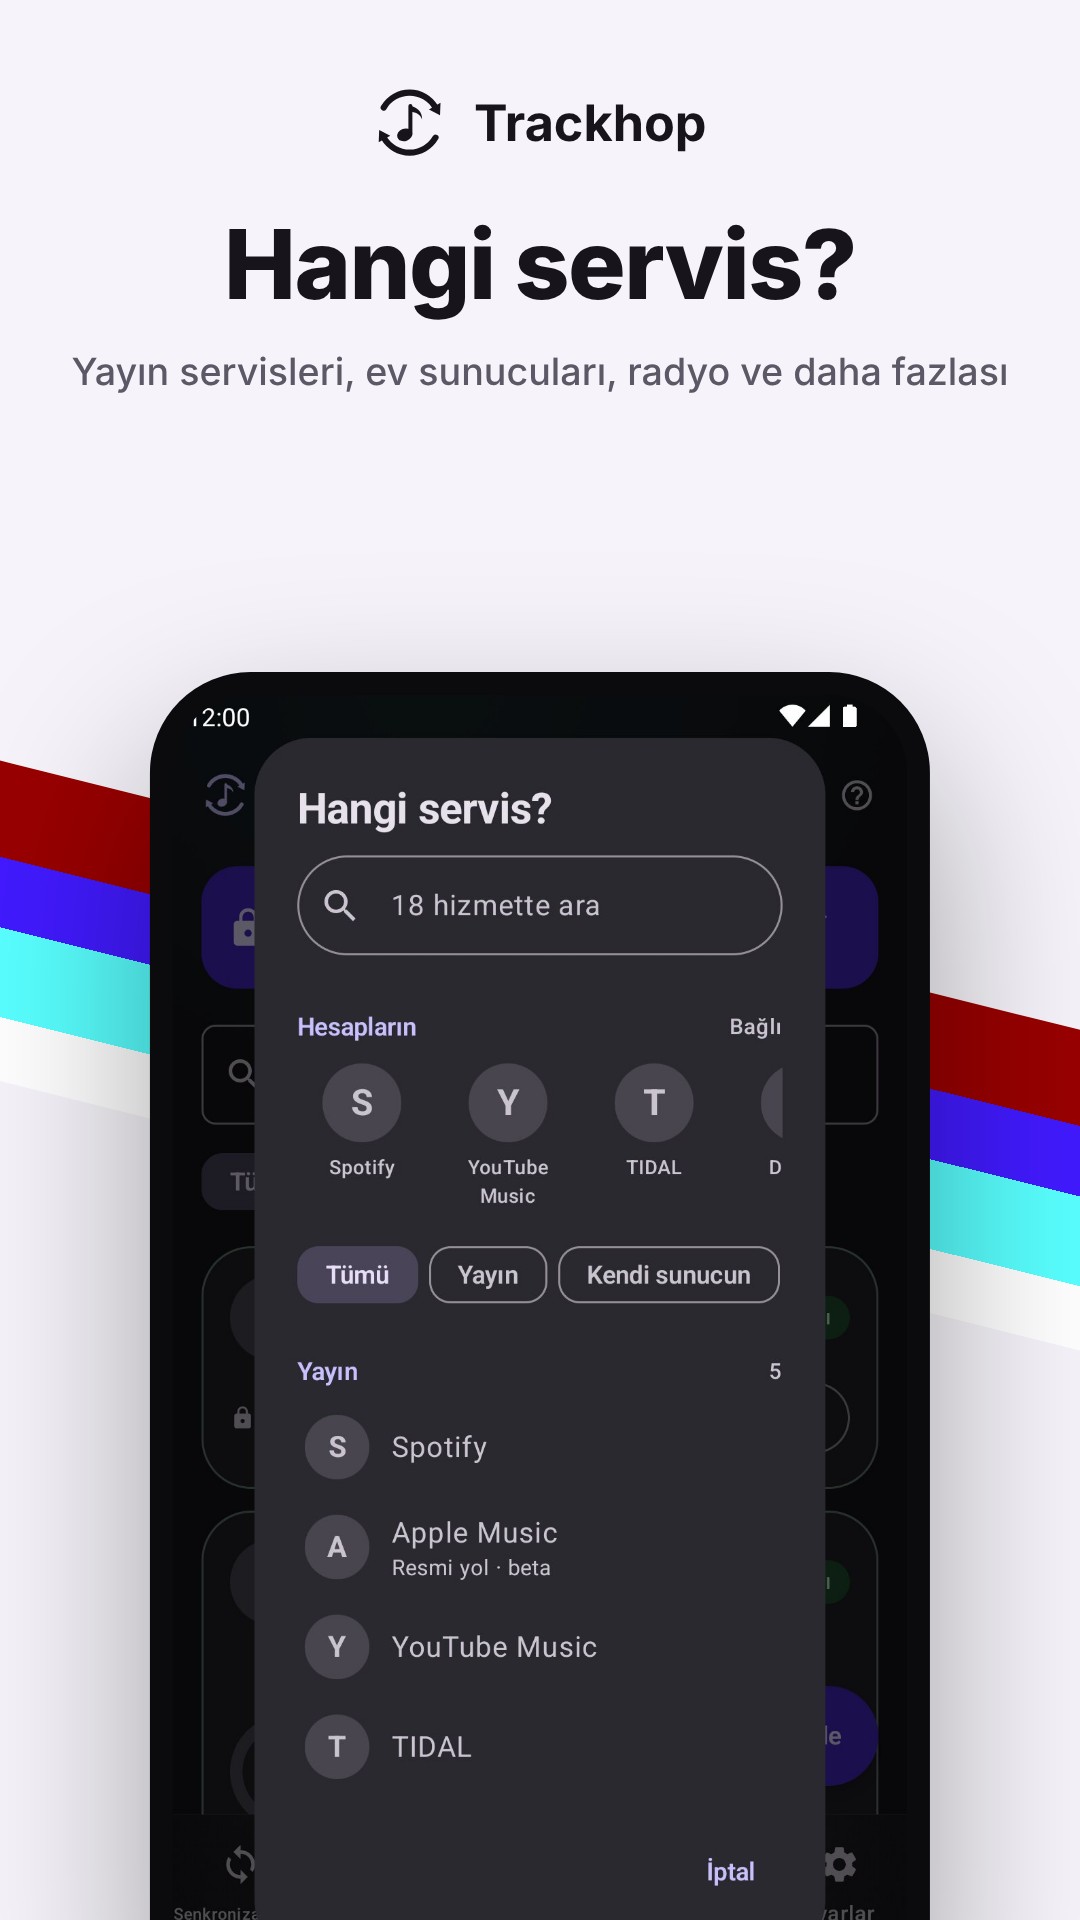 Trackhop
Hangi servis?
Yayın servisleri, ev sunucuları, radyo ve daha fazlası
Hangi servis?
18 hizmette ara
Hesapların
Bağlı
S
Y
T
Spotify
YouTube
Music
TIDAL
D
Tümü
Yayın
Kendi sunucun
Yayın
5
S
Spotify
A
Apple Music
Resmi yol · beta
Y
YouTube Music
T
TIDAL
İptal